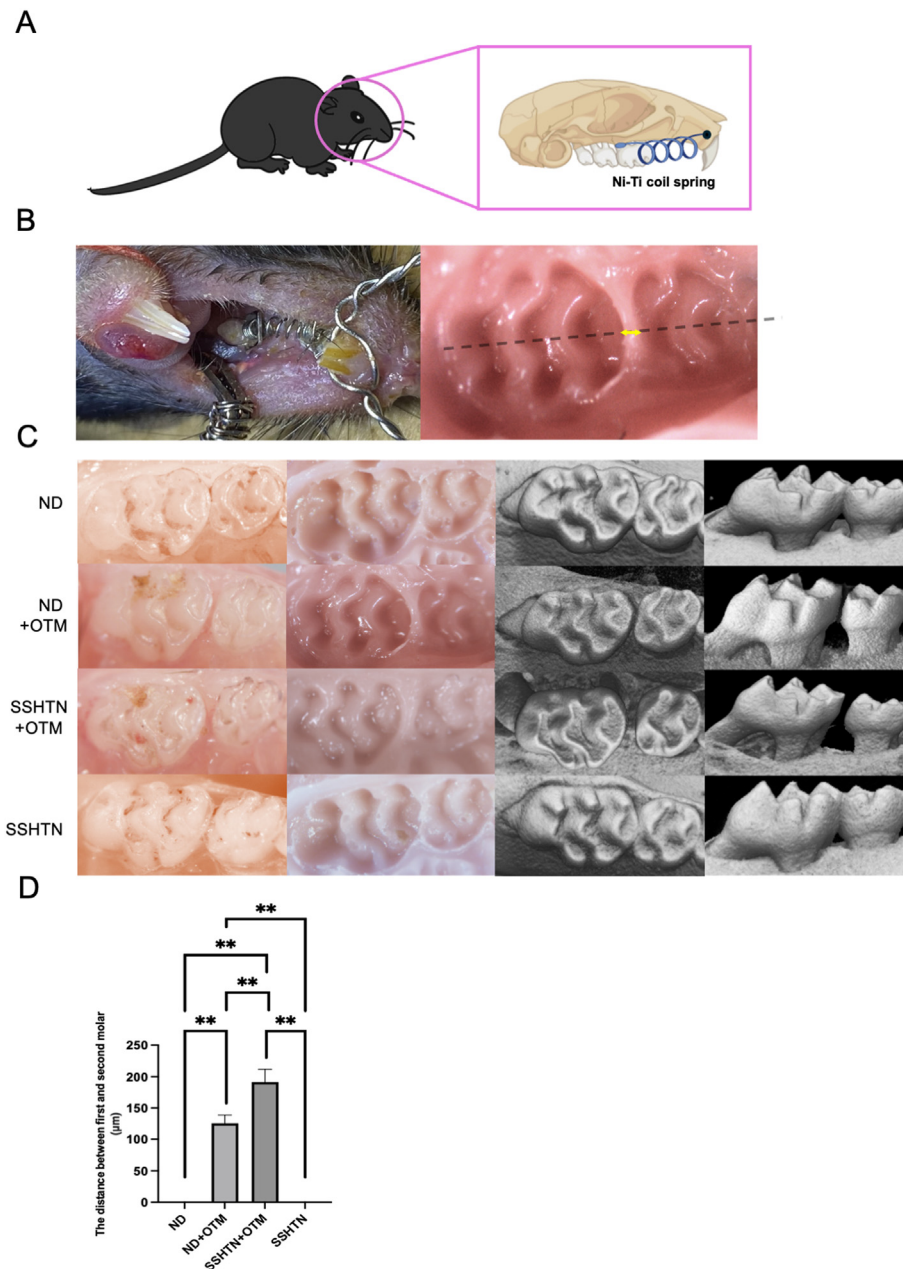 A
Ni-Ti coil spring
B
C
ND
ND
+OTM
SSHTN
+OTM
SSHTN
D
**
**
**
**
**
The distance between first and second molar
(μm)
250
200
150
100
50
0
ND
ND+OTM
SSHTN+OTM
SSHTN